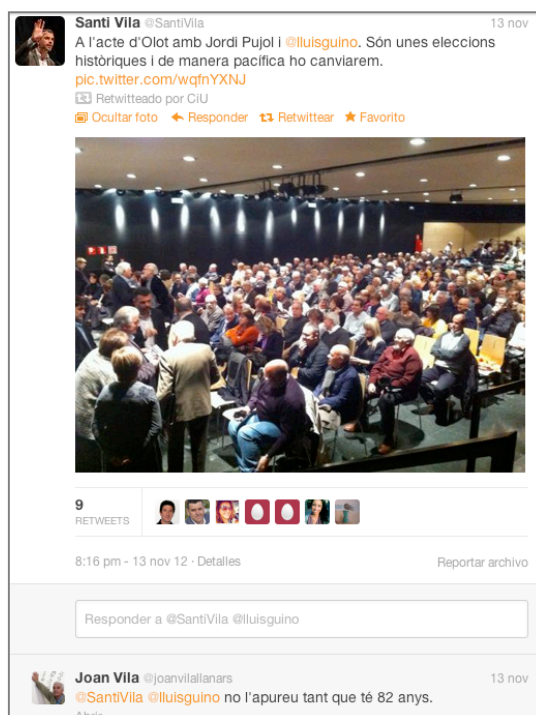 Santi Vila @SantiVila 13 nov
A l'acte d'Olot amb Jordi Pujol i @lluisguino. Són unes eleccions
històriques i de manera pacífica ho canviarem.
pic.twitter.com/wqfnYXNJ
Retwitteado por CiU
Ocultar foto Responder Retwittear Favorito
9
RETWEETS
8:16 pm - 13 nov 12 · Detalles Reportar archivo
Responder a @SantiVila @lluisguino
Joan Vila @joanvilallanars 13 nov
@SantiVila @lluisguino no l'apureu tant que té 82 anys.
Abrir